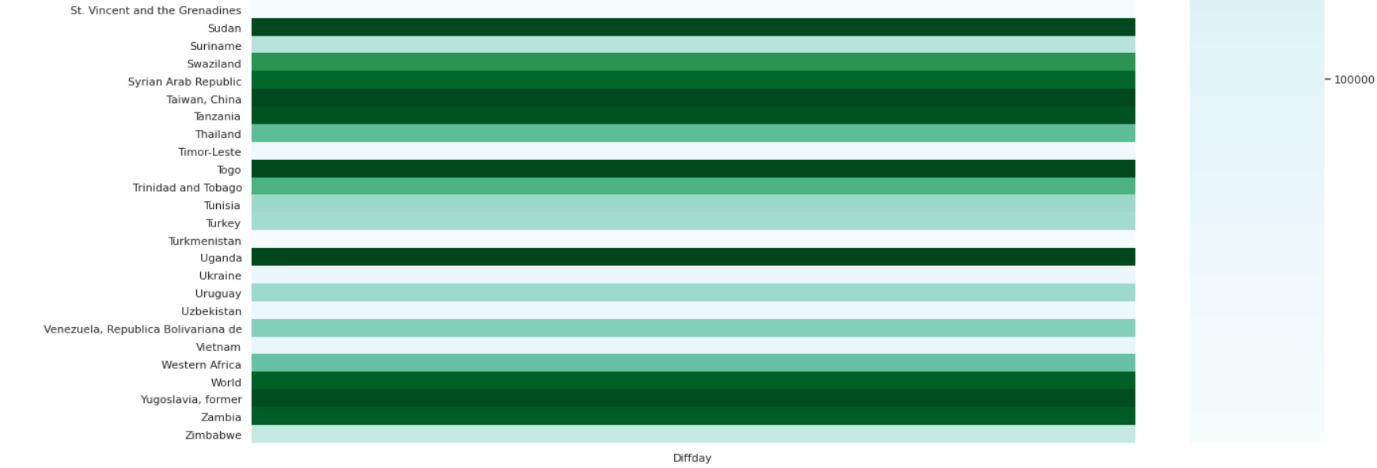 St. Vincent and the Grenadines
Sudan
Suriname
Swaziland
Syrian Arab Republic
100000
Taiwan, China
Tanzania
Thailand
Timor-Leste
Togo
Trinidad and Tobago
Tunisia
Turkey
Turkmenistan
Uganda
Ukraine
Uruguay
Uzbekistan
Venezuela, Republica Bolivariana de
Vietnam
Western Africa
World
Yugoslavia, former
Zambia
Zimbabwe
Diffday